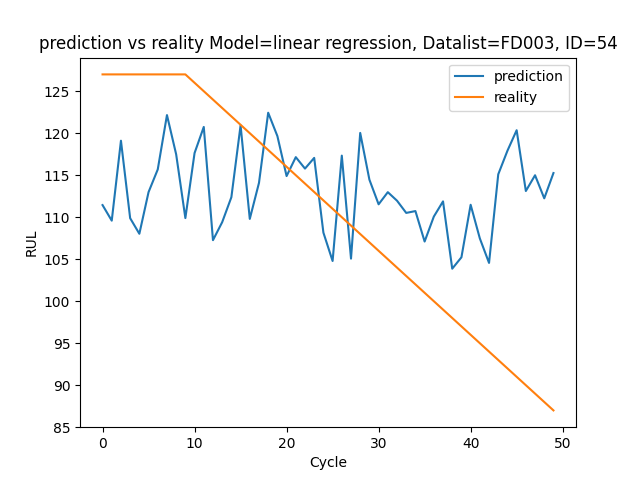 prediction vs reality Model=linear regression, Datalist=FD003, ID=54
prediction
reality
RUL
125
120
115
110
105
100
95
90
85
0 10 20 30 40 50
Cycle